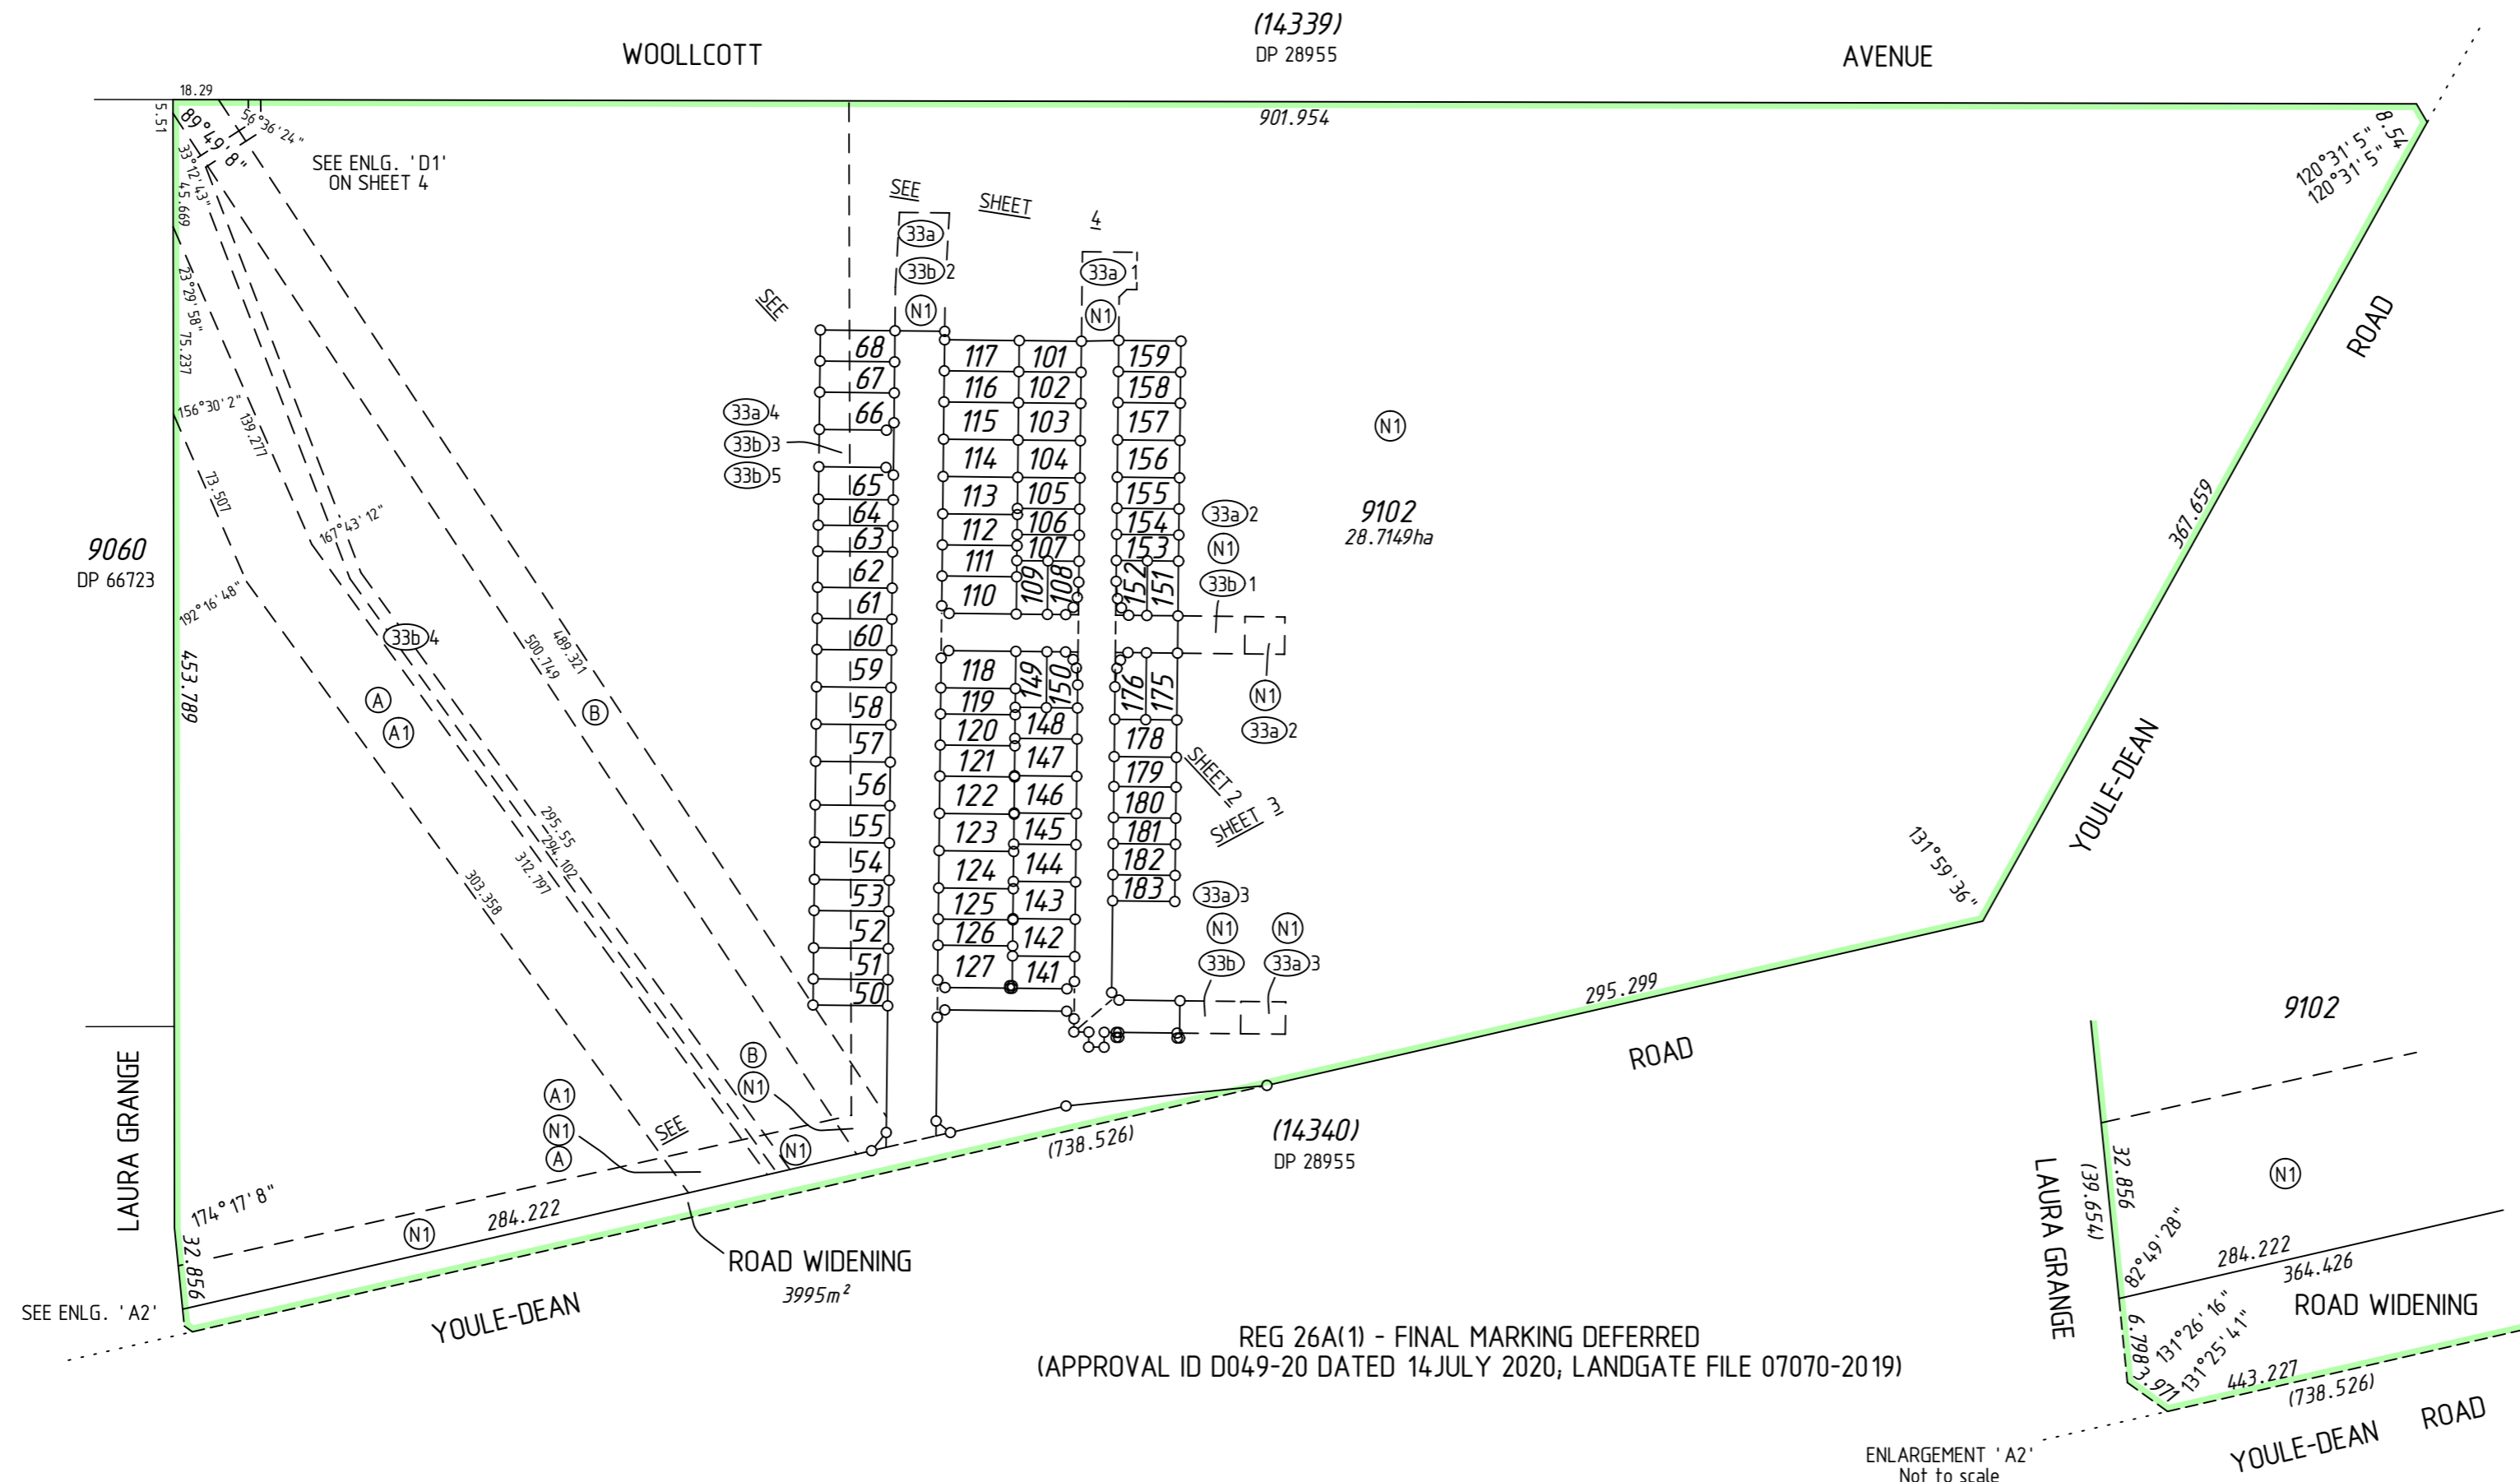 (14339)
DP 28955
WOOLLCOTT
AVENUE
18.29
5.51
89°49'8"
56°36'24"
901.954
8.54
120°31'5"
120°31'5"
SEE ENLG. 'D1'
ON SHEET 4
33°12'43"
45.669
SEE
SHEET
4
33a
33b 2
N1
33a 1
N1
SEE
23°29'58"
75.237
ROAD
156°30'2"
139.277
73.507
68
67
66
33a 4
33b 3
33b 5
65
64
63
62
61
60
59
58
57
56
55
54
53
52
51
50
117
116
115
114
113
112
111
110
101
102
103
104
105
106
107
109
108
159
158
157
156
155
154
153
152
151
118
119
120
121
122
123
124
125
126
127
149
150
148
147
146
145
144
143
142
141
176
175
178
179
180
181
182
183
N1
9102
28.7149ha
367.659
33a 2
N1
33b 1
N1
33a 2
9060
DP 66723
167°43'12"
192°16'48"
33b 4
453.789
A
A1
B
500.749
489.321
295.55
294.102
312.797
303.358
SHEET 2
SHEET 3
YOULE-DEAN
131°59'36"
33a 3
N1
33b
N1
33a 3
295.299
ROAD
LAURA GRANGE
B
N1
A1
N1
A
SEE
N1
(738.526)
(14340)
DP 28955
174°17'8"
N1
284.222
32.856
ROAD WIDENING
3995m²
SEE ENLG. 'A2'
YOULE-DEAN
REG 26A(1) - FINAL MARKING DEFERRED
(APPROVAL ID D049-20 DATED 14JULY 2020; LANDGATE FILE 07070-2019)
9102
LAURA GRANGE
(39.654)
32.856
N1
82°49'28"
284.222
364.426
ROAD WIDENING
6.798
131°26'16"
131°25'41"
3.971
443.227
(738.526)
YOULE-DEAN ROAD
ENLARGEMENT 'A2'
Not to scale